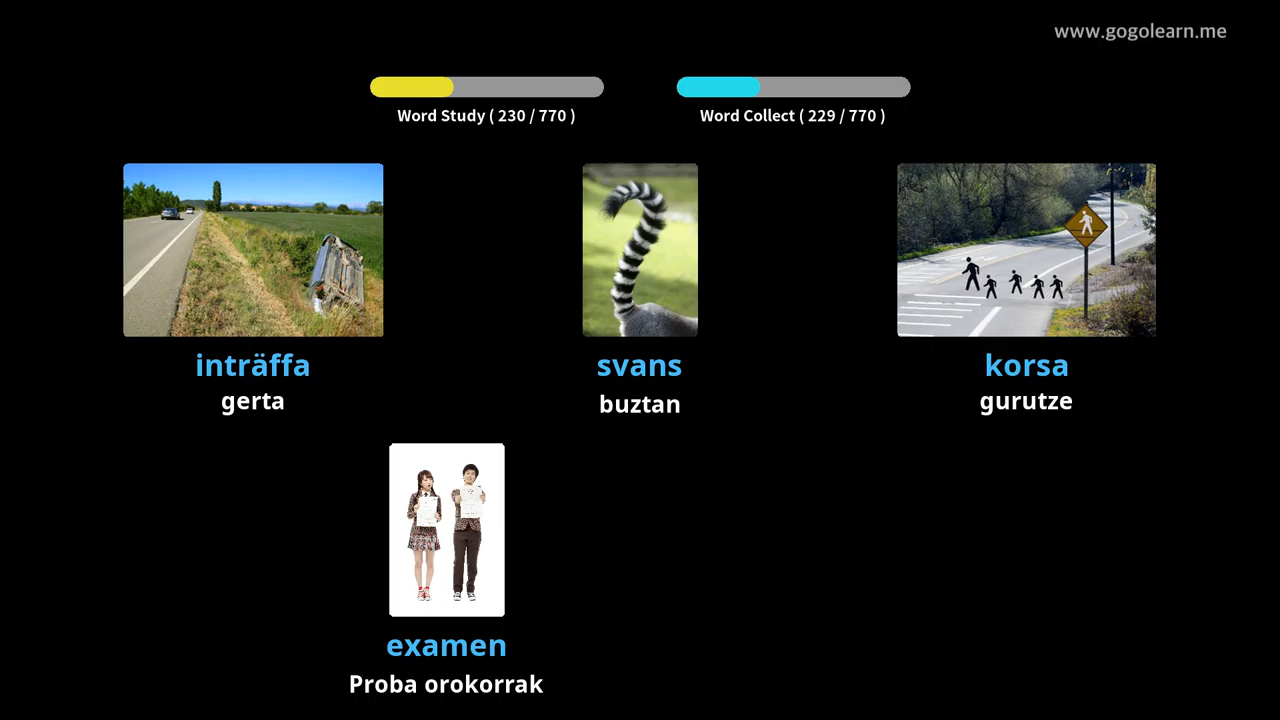 www.gogolearn.me
Word Study ( 230 / 770 )
Word Collect ( 229 / 770 )
inträffa
gerta
svans
buztan
korsa
gurutze
examen
Proba orokorrak